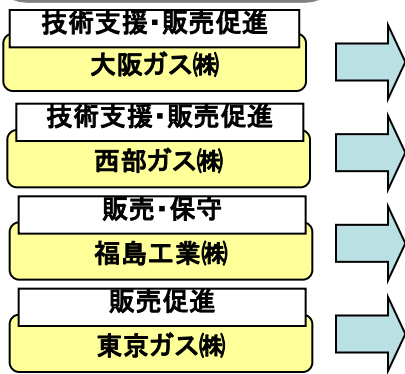 技術支援・販売促進
大阪ガス㈱
技術支援・販売促進
西部ガス㈱
販売・保守
福島工業㈱
販売促進
東京ガス㈱